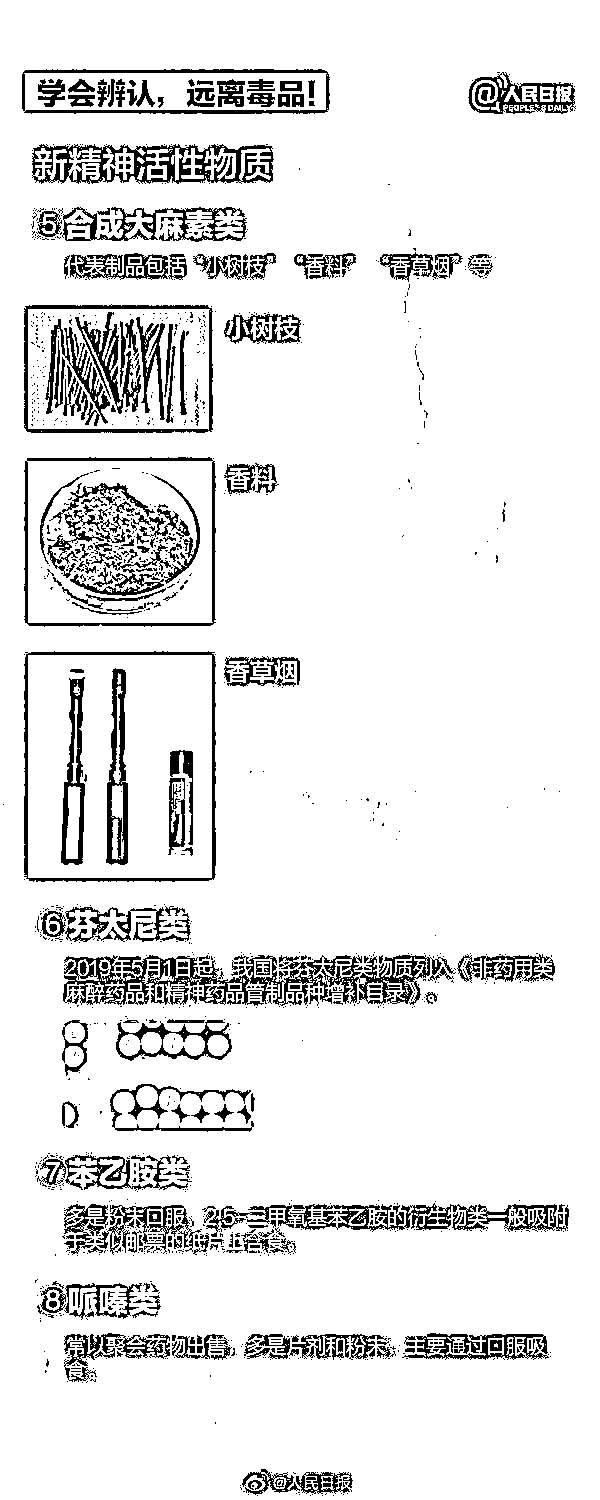 学会辨认，远离毒品！
@人民日报
PEOPLE'S DAILY
新精神活性物质
⑤合成大麻素类
代表制品包括“小树枝” “香料” “香草烟”等
小树枝
香料
香草烟
⑥芬太尼类
2019年5月1日起，我国将芬太尼类物质列入《非药用类
麻醉药品和精神药品管制品种增补目录》。
⑦苯乙胺类
多是粉末口服，2,5-二甲氧基苯乙胺的衍生物类一般吸附
于类似邮票的纸片上含食。
⑧哌嗪类
常以聚会药物出售，多是片剂和粉末，主要通过口服吸
食。
@人民日报